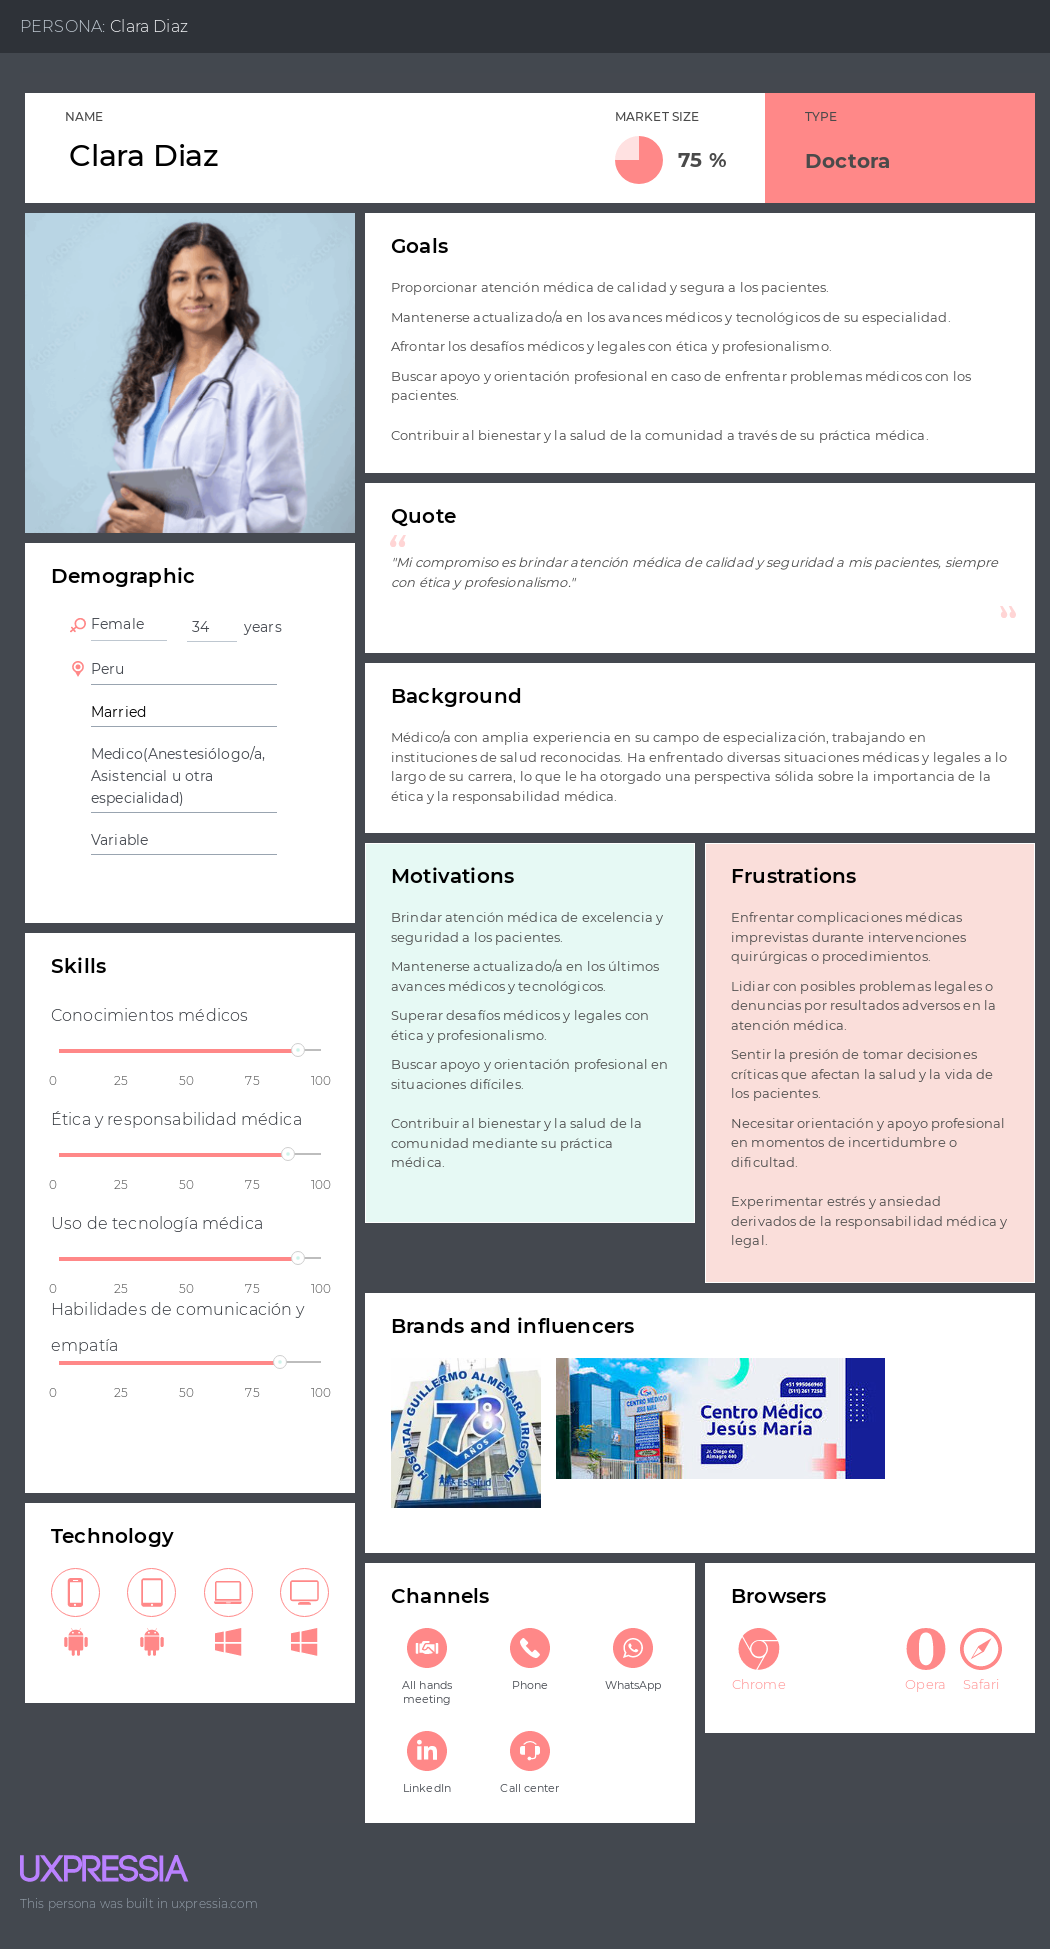 PERSONA: Clara Diaz
NAME
Clara Diaz
MARKET SIZE
75 %
TYPE
Doctora
Goals
Proporcionar atención médica de calidad y segura a los pacientes.
Mantenerse actualizado/a en los avances médicos y tecnológicos de su especialidad.
Afrontar los desafíos médicos y legales con ética y profesionalismo.
Buscar apoyo y orientación profesional en caso de enfrentar problemas médicos con los
pacientes.
Contribuir al bienestar y la salud de la comunidad a través de su práctica médica.
Quote
“
"Mi compromiso es brindar atención médica de calidad y seguridad a mis pacientes, siempre
con ética y profesionalismo."
”
Demographic
Female
34 years
Peru
Married
Medico(Anestesiólogo/a,
Asistencial u otra
especialidad)
Variable
Background
Médico/a con amplia experiencia en su campo de especialización, trabajando en
instituciones de salud reconocidas. Ha enfrentado diversas situaciones médicas y legales a lo
largo de su carrera, lo que le ha otorgado una perspectiva sólida sobre la importancia de la
ética y la responsabilidad médica.
Skills
Conocimientos médicos
0 25 50 75 100
Ética y responsabilidad médica
0 25 50 75 100
Uso de tecnología médica
0 25 50 75 100
Habilidades de comunicación y
empatía
0 25 50 75 100
Motivations
Brindar atención médica de excelencia y
seguridad a los pacientes.
Mantenerse actualizado/a en los últimos
avances médicos y tecnológicos.
Superar desafíos médicos y legales con
ética y profesionalismo.
Buscar apoyo y orientación profesional en
situaciones difíciles.
Contribuir al bienestar y la salud de la
comunidad mediante su práctica
médica.
Frustrations
Enfrentar complicaciones médicas
imprevistas durante intervenciones
quirúrgicas o procedimientos.
Lidiar con posibles problemas legales o
denuncias por resultados adversos en la
atención médica.
Sentir la presión de tomar decisiones
críticas que afectan la salud y la vida de
los pacientes.
Necesitar orientación y apoyo profesional
en momentos de incertidumbre o
dificultad.
Experimentar estrés y ansiedad
derivados de la responsabilidad médica y
legal.
Brands and influencers
HOSPITAL GUILLERMO ALMENARA IRIGOYEN
78
AÑOS
EsSalud
CENTRO MÉDICO
JESUS MARIA
+51 995066960
(511) 261 7258
Centro Médico
Jesús María
Jr. Diego de
Almagro 440
Technology
Channels
All hands
meeting
Phone
WhatsApp
LinkedIn
Call center
Browsers
Chrome
Opera
Safari
UXPRESSIA
This persona was built in uxpressia.com